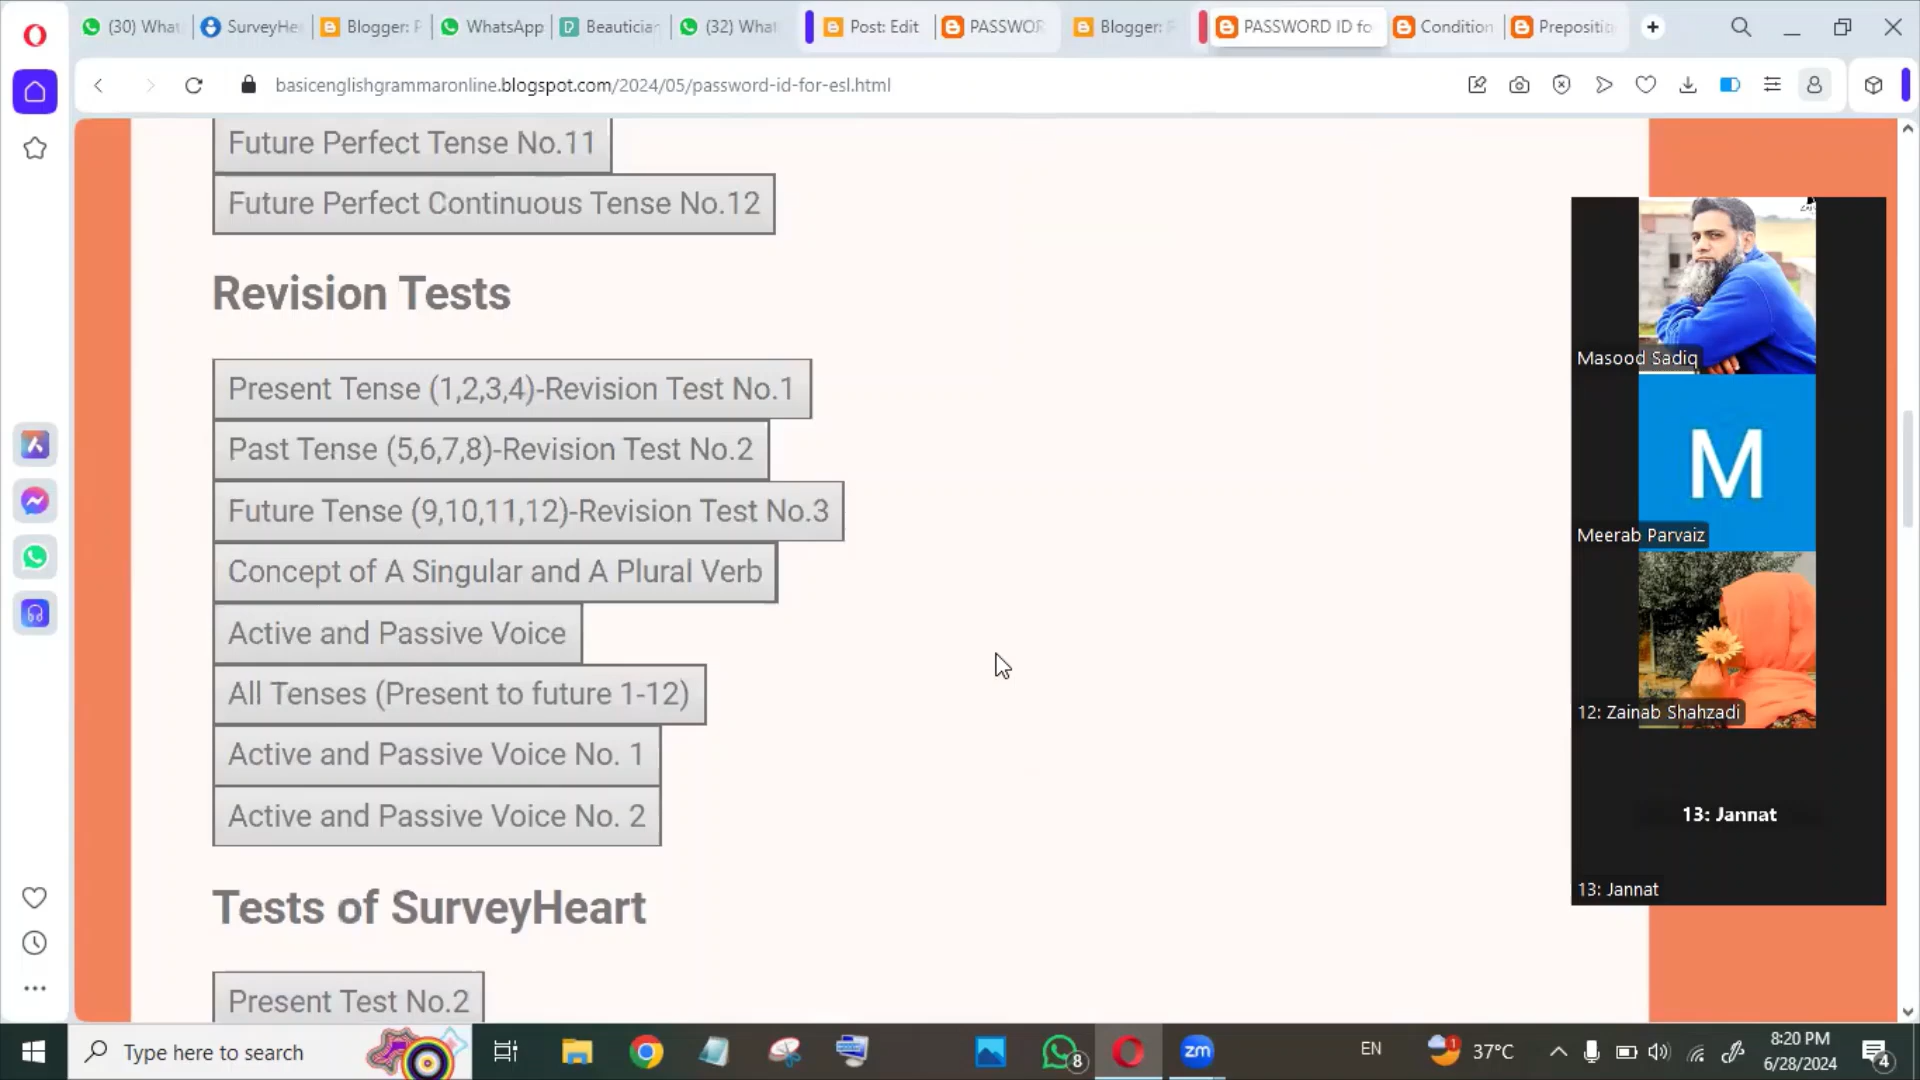 (30) What
SurveyHe
Blogger: P
WhatsApp
Beautician
(32) What
Post: Edit
PASSWOR
Blogger:
PASSWORD ID fo
Condition
Prepositi
basicenglishgrammaronline.blogspot.com/2024/05/password-id-for-esl.html
Future Perfect Tense No.11
Future Perfect Continuous Tense No.12
Revision Tests
Present Tense (1,2,3,4)-Revision Test No.1
Past Tense (5,6,7,8)-Revision Test No.2
Future Tense (9,10,11,12)-Revision Test No.3
Concept of A Singular and A Plural Verb
Active and Passive Voice
All Tenses (Present to future 1-12)
Active and Passive Voice No. 1
Active and Passive Voice No. 2
Tests of SurveyHeart
Present Test No.2
Masood Sadiq
M
Meerab Parvaiz
12: Zainab Shahzadi
13: Jannat
13: Jannat
Type here to search
8
zm
EN
1
37°C
8:20 PM
6/28/2024
4